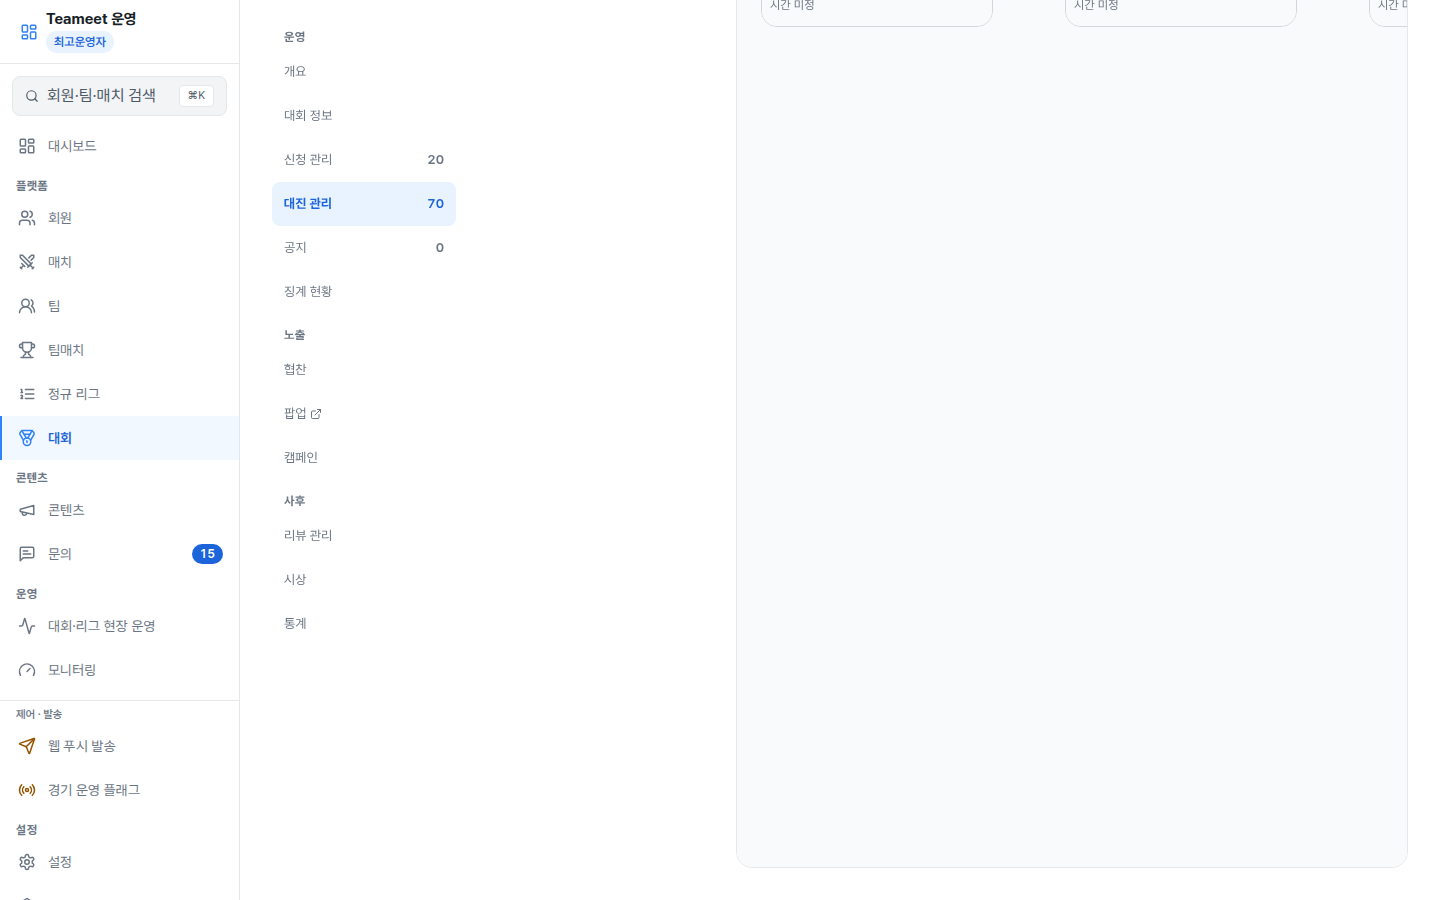 Teameet 운영
최고운영자
회원·팀·매치 검색 ⌘K
대시보드
플랫폼
회원
매치
팀
팀매치
정규 리그
대회
콘텐츠
콘텐츠
문의 15
운영
대회·리그 현장 운영
모니터링
제어 · 발송
웹 푸시 발송
경기 운영 플래그
설정
설정
운영
개요
대회 정보
신청 관리 20
대진 관리 70
공지 0
징계 현황
노출
협찬
팝업
캠페인
사후
리뷰 관리
시상
통계
시간 미정
시간 미정
시간